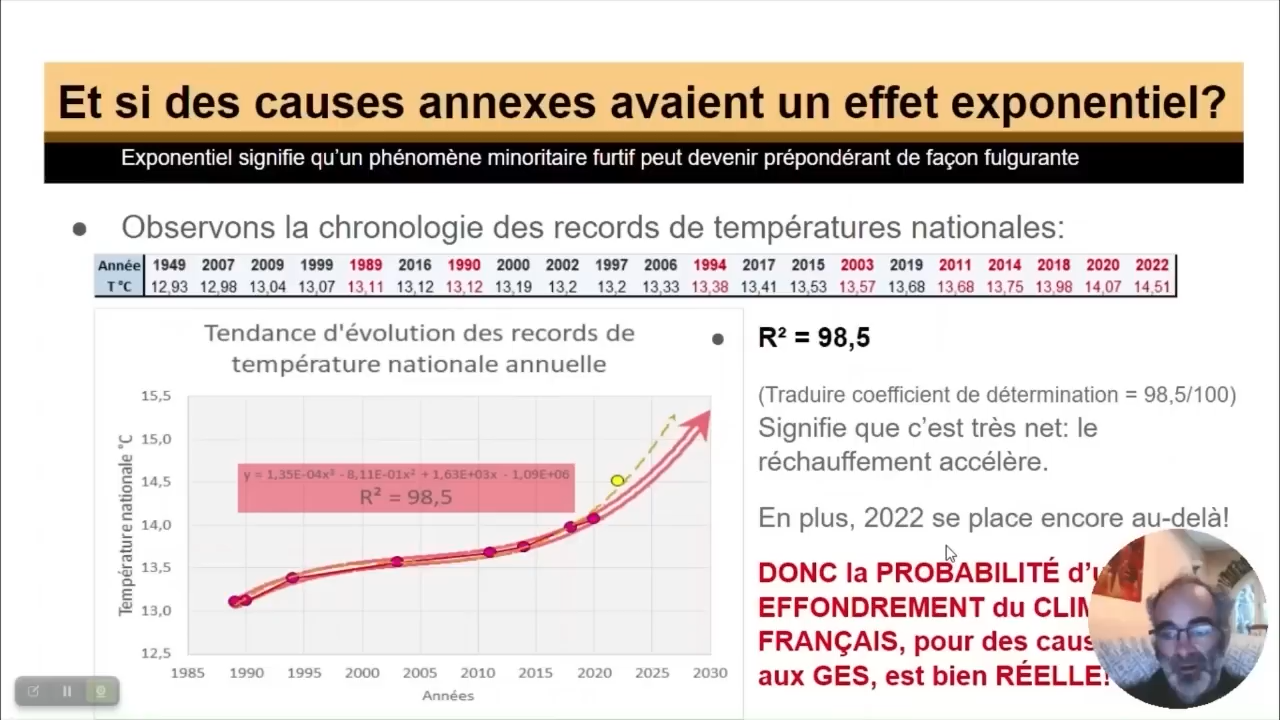 Et si des causes annexes avaient un effet exponentiel?
Exponentiel signifie qu'un phénomène minoritaire furtif peut devenir prépondérant de façon fulgurante
● Observons la chronologie des records de températures nationales:
Année 1949 2007 2009 1999 1989 2016 1990 2000 2002 1997 2006 1994 2017 2015 2003 2019 2011 2014 2018 2020 2022
T°C 12,93 12,98 13,04 13,07 13,11 13,12 13,12 13,19 13,2 13,2 13,33 13,38 13,41 13,53 13,57 13,68 13,68 13,75 13,98 14,07 14,51
Tendance d'évolution des records de
température nationale annuelle
15,5
15,0
14,5
14,0
13,5
13,0
12,5
Température nationale °C
y = 1,35E-04x³ - 8,11E-01x² + 1,63E+03x - 1,09E+06
R² = 98,5
1985 1990 1995 2000 2005 2010 2015 2020 2025 2030
Années
● R² = 98,5
(Traduire coefficient de détermination = 98,5/100)
Signifie que c'est très net: le
réchauffement accélère.
En plus, 2022 se place encore au-delà!
DONC la PROBABILITÉ
EFFONDREMENT du
FRANÇAIS, pour des
aux GES, est bien RÉELLE!